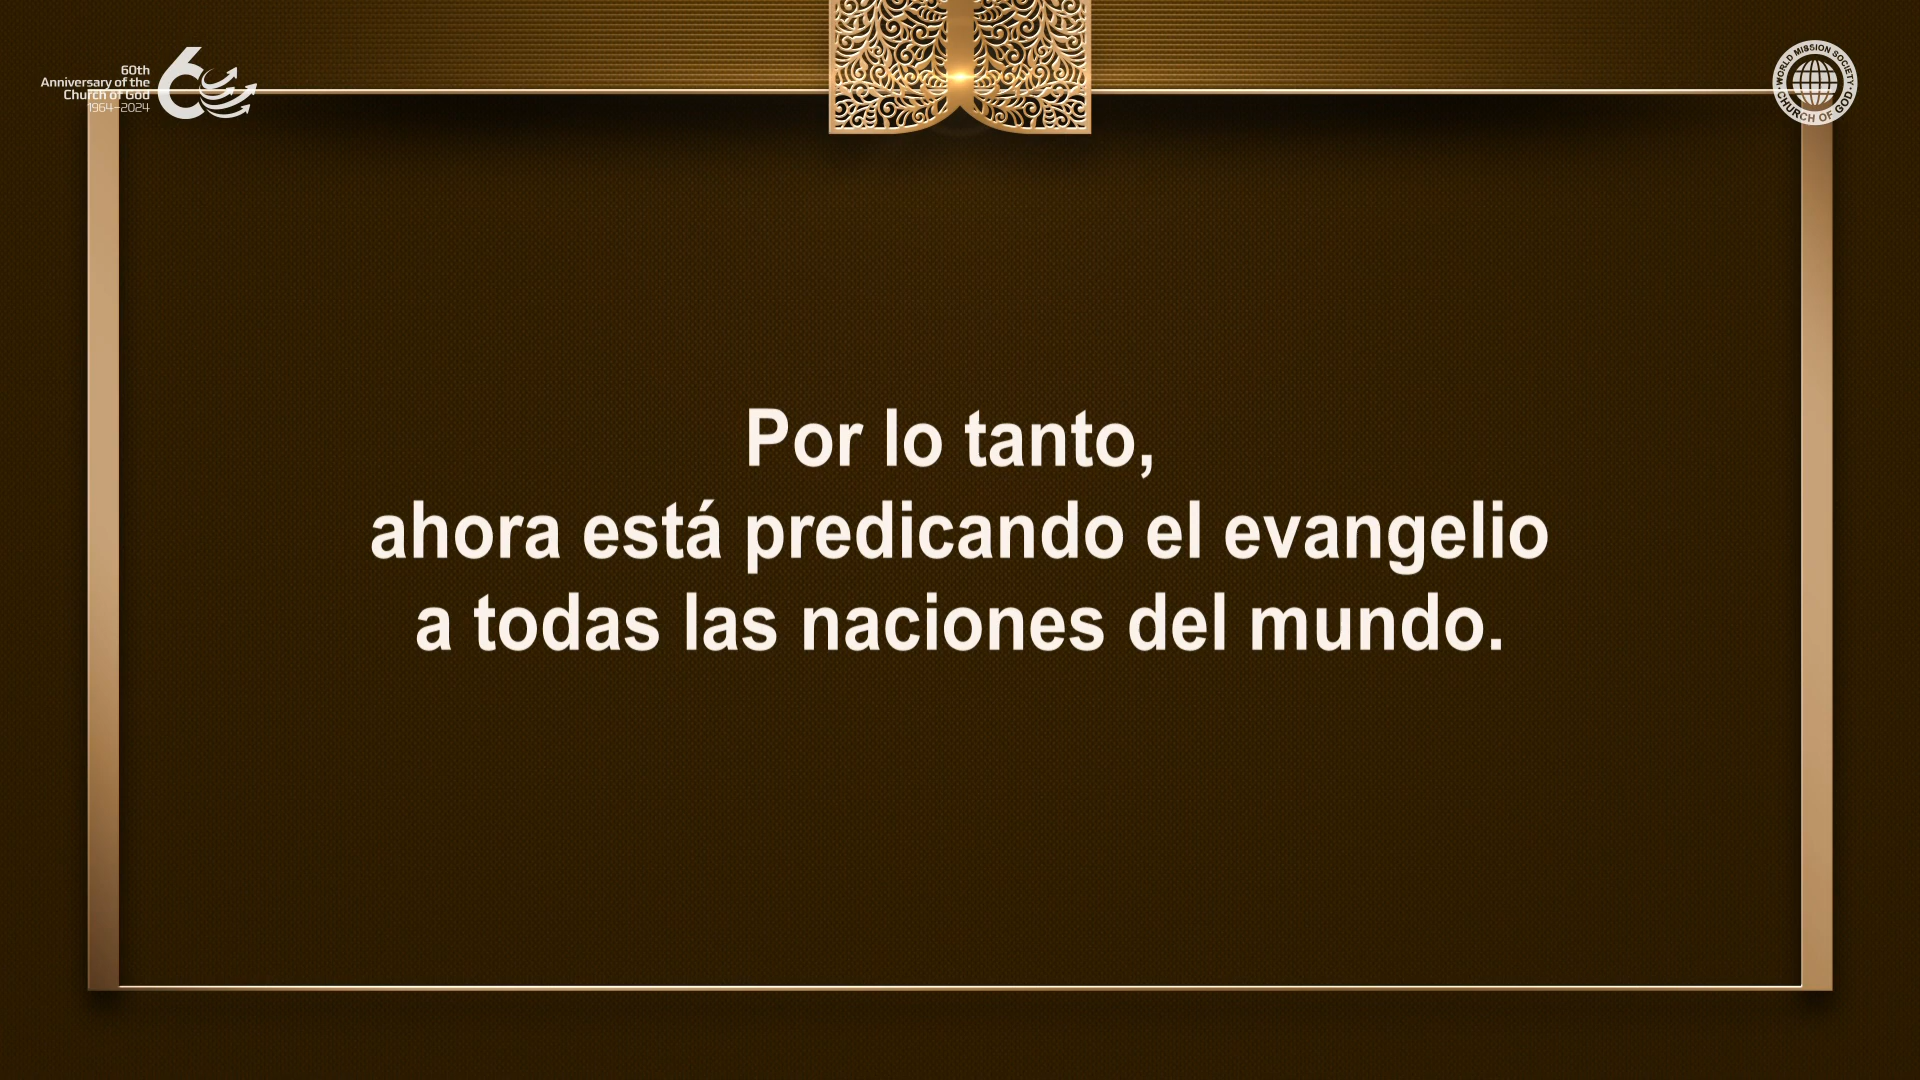 60th
Anniversary of the
Church of God
1964–2024
WORLD MISSION SOCIETY
CHURCH OF GOD
Por lo tanto,
ahora está predicando el evangelio
a todas las naciones del mundo.